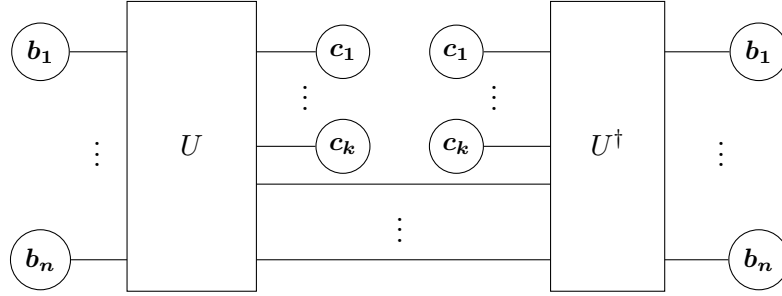 b₁ c₁ c₁ b₁
⋮ ⋮
⋮ U cₖ cₖ U† ⋮
⋮
bₙ bₙ